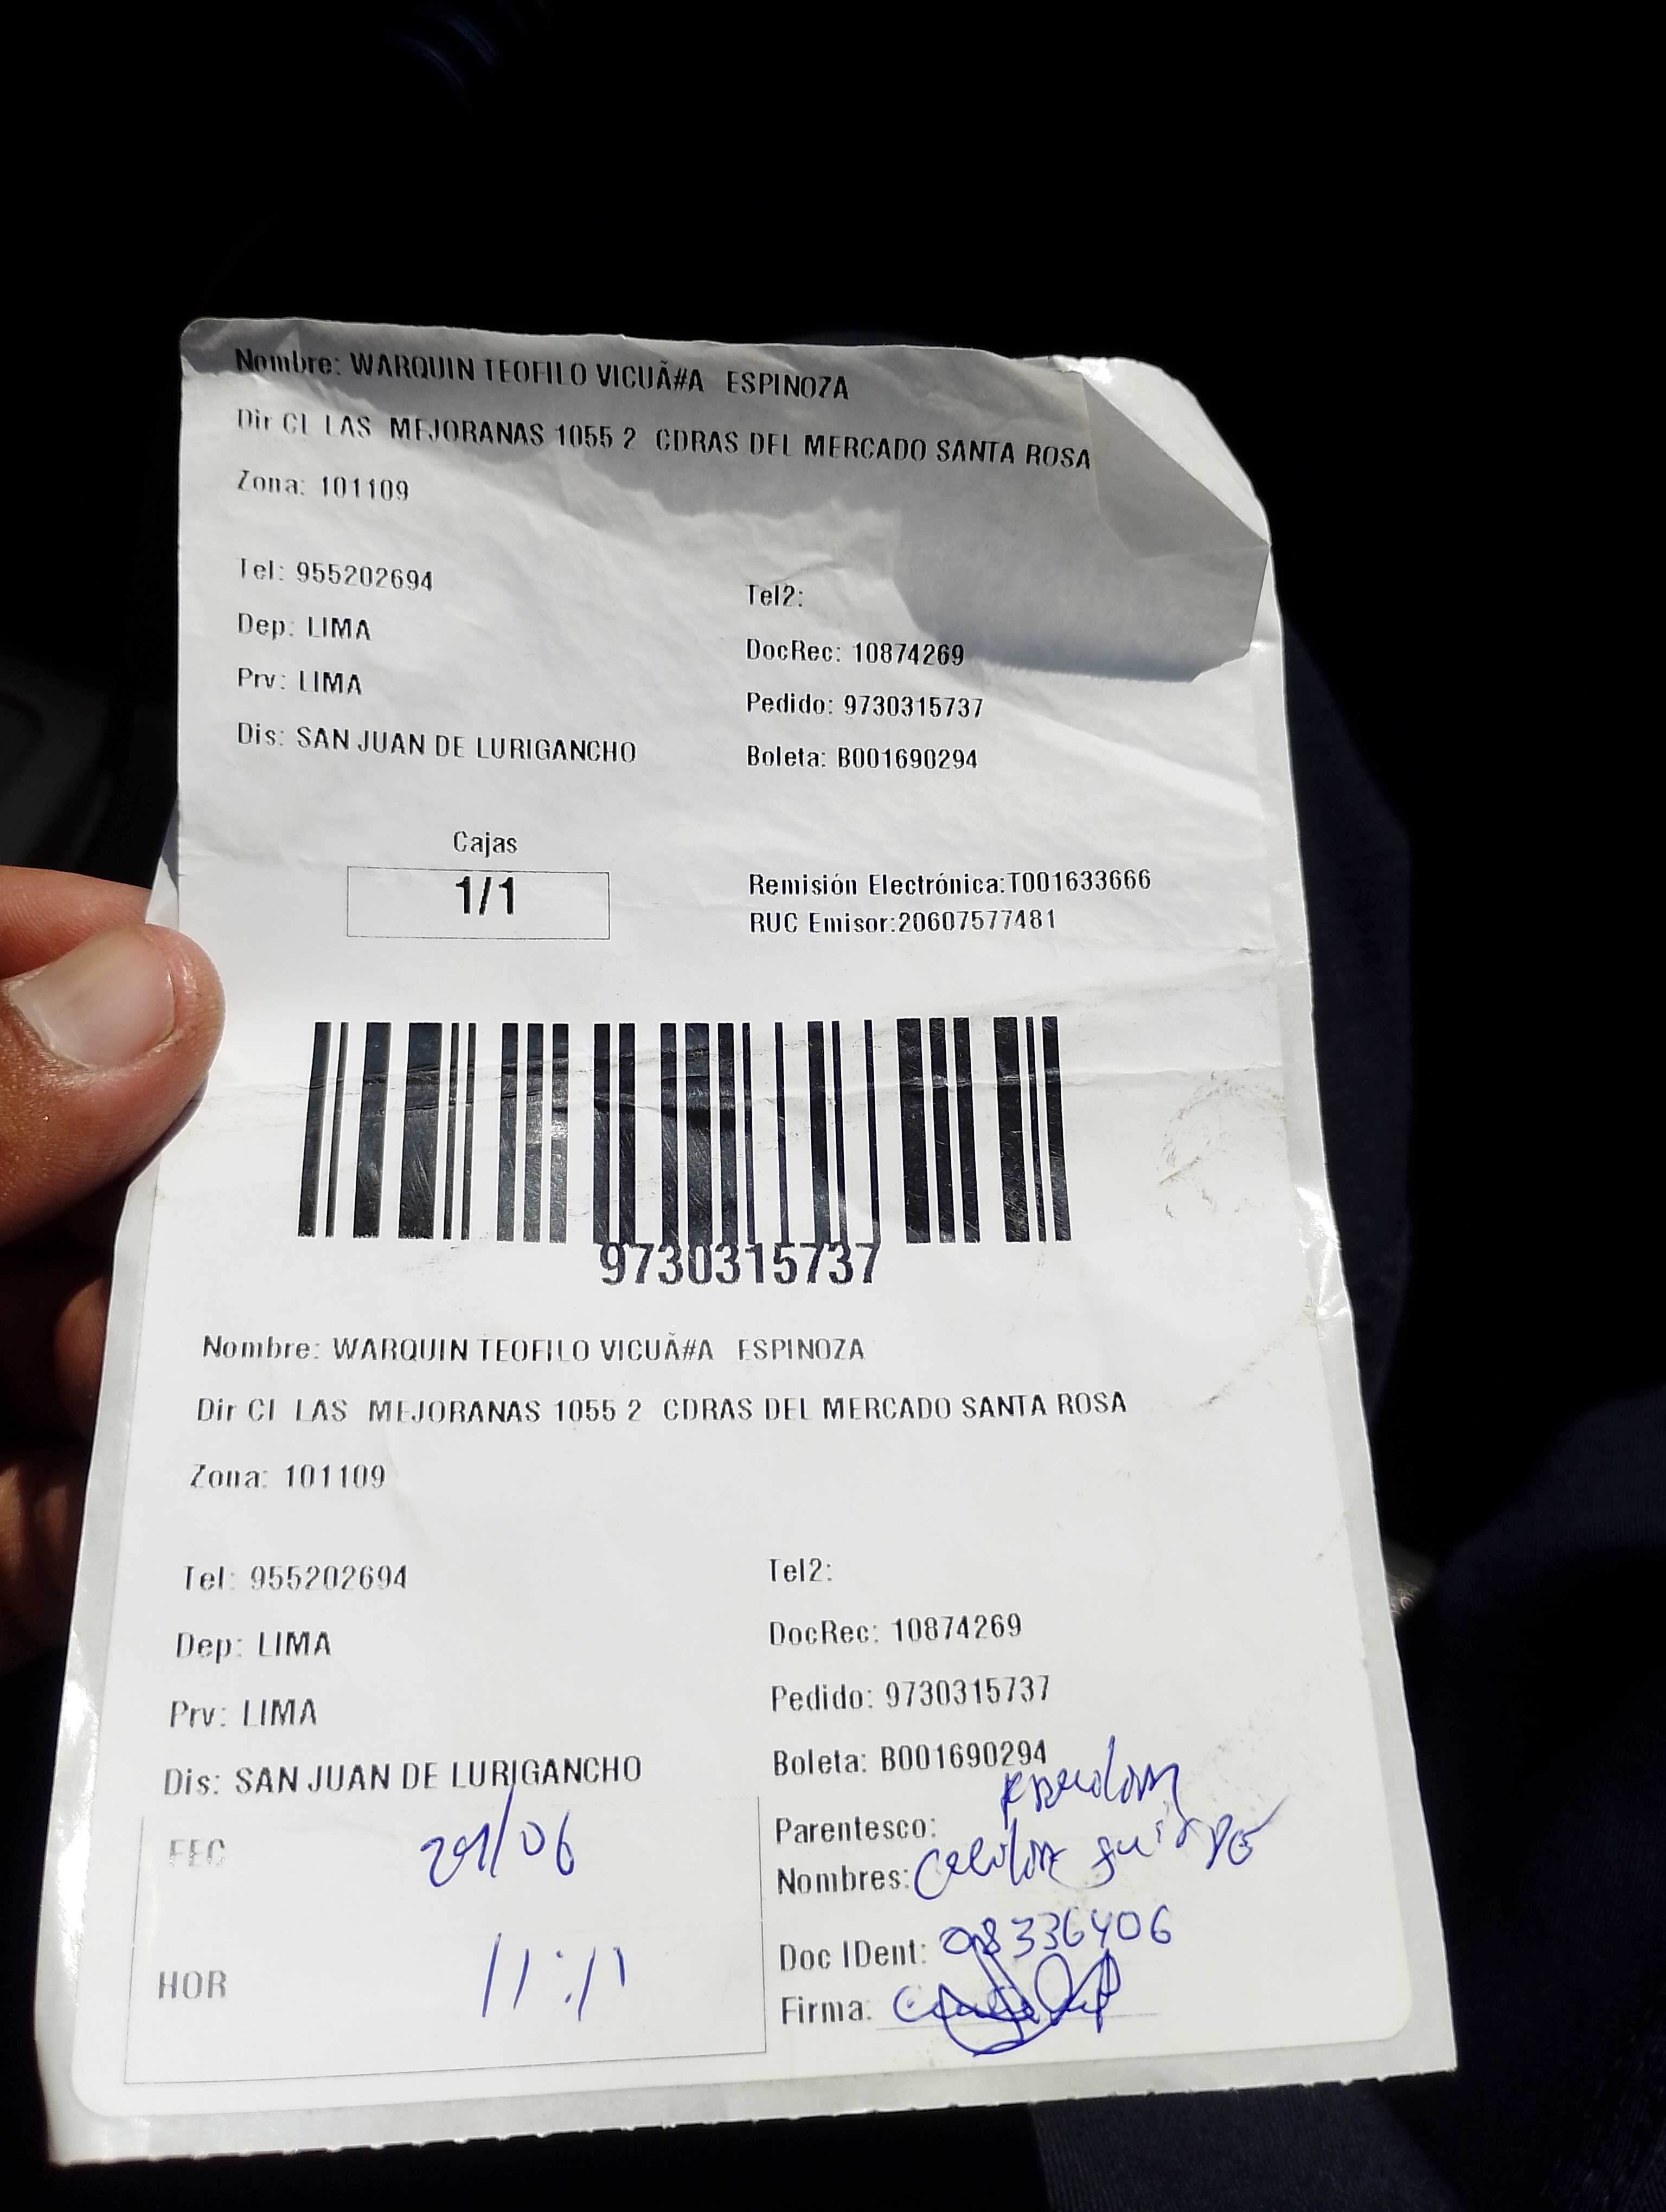 Nombre: WARQUIN TEOFILO VICUÃ#A ESPINOZA
Dir CL LAS MEJORANAS 1055 2 CDRAS DEL MERCADO SANTA ROSA
Zona: 101109
Tel: 955202694
Tel2:
Dep: LIMA
DocRec: 10874269
Prv: LIMA
Pedido: 9730315737
Dis: SAN JUAN DE LURIGANCHO
Boleta: B001690294
Cajas
1/1
Remisión Electrónica:T001633666
RUC Emisor:20607577481
9730315737
Nombre: WARQUIN TEOFILO VICUÃ#A ESPINOZA
Dir CL LAS MEJORANAS 1055 2 CDRAS DEL MERCADO SANTA ROSA
Zona: 101109
Tel: 955202694
Tel2:
Dep: LIMA
DocRec: 10874269
Prv: LIMA
Pedido: 9730315737
Dis: SAN JUAN DE LURIGANCHO
Boleta: B001690294
Parentesco:
FEC
Nombres:
Doc IDent: 08336406
HOR 11:11
Firma: